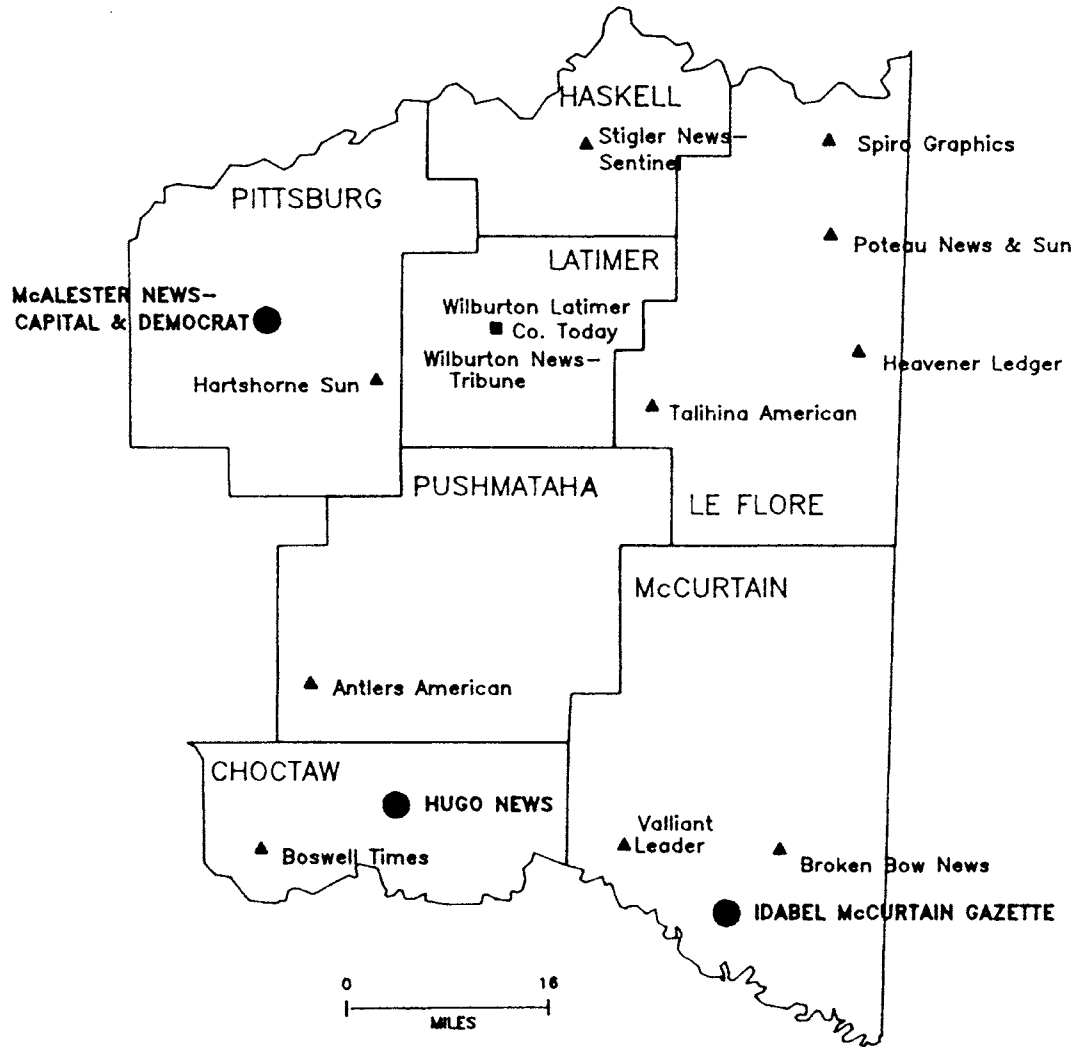 HASKELL
Stigler News-
Sentinel
Spiro Graphics
PITTSBURG
Poteau News & Sun
LATIMER
McALESTER NEWS-
CAPITAL & DEMOCRAT
Wilburton Latimer
Co. Today
Wilburton News-
Tribune
Heavener Ledger
Hartshorne Sun
Talihina American
PUSHMATAHA
LE FLORE
McCURTAIN
Antlers American
CHOCTAW
HUGO NEWS
Valliant
Leader
Boswell Times
Broken Bow News
IDABEL McCURTAIN GAZETTE
0 16
MILES